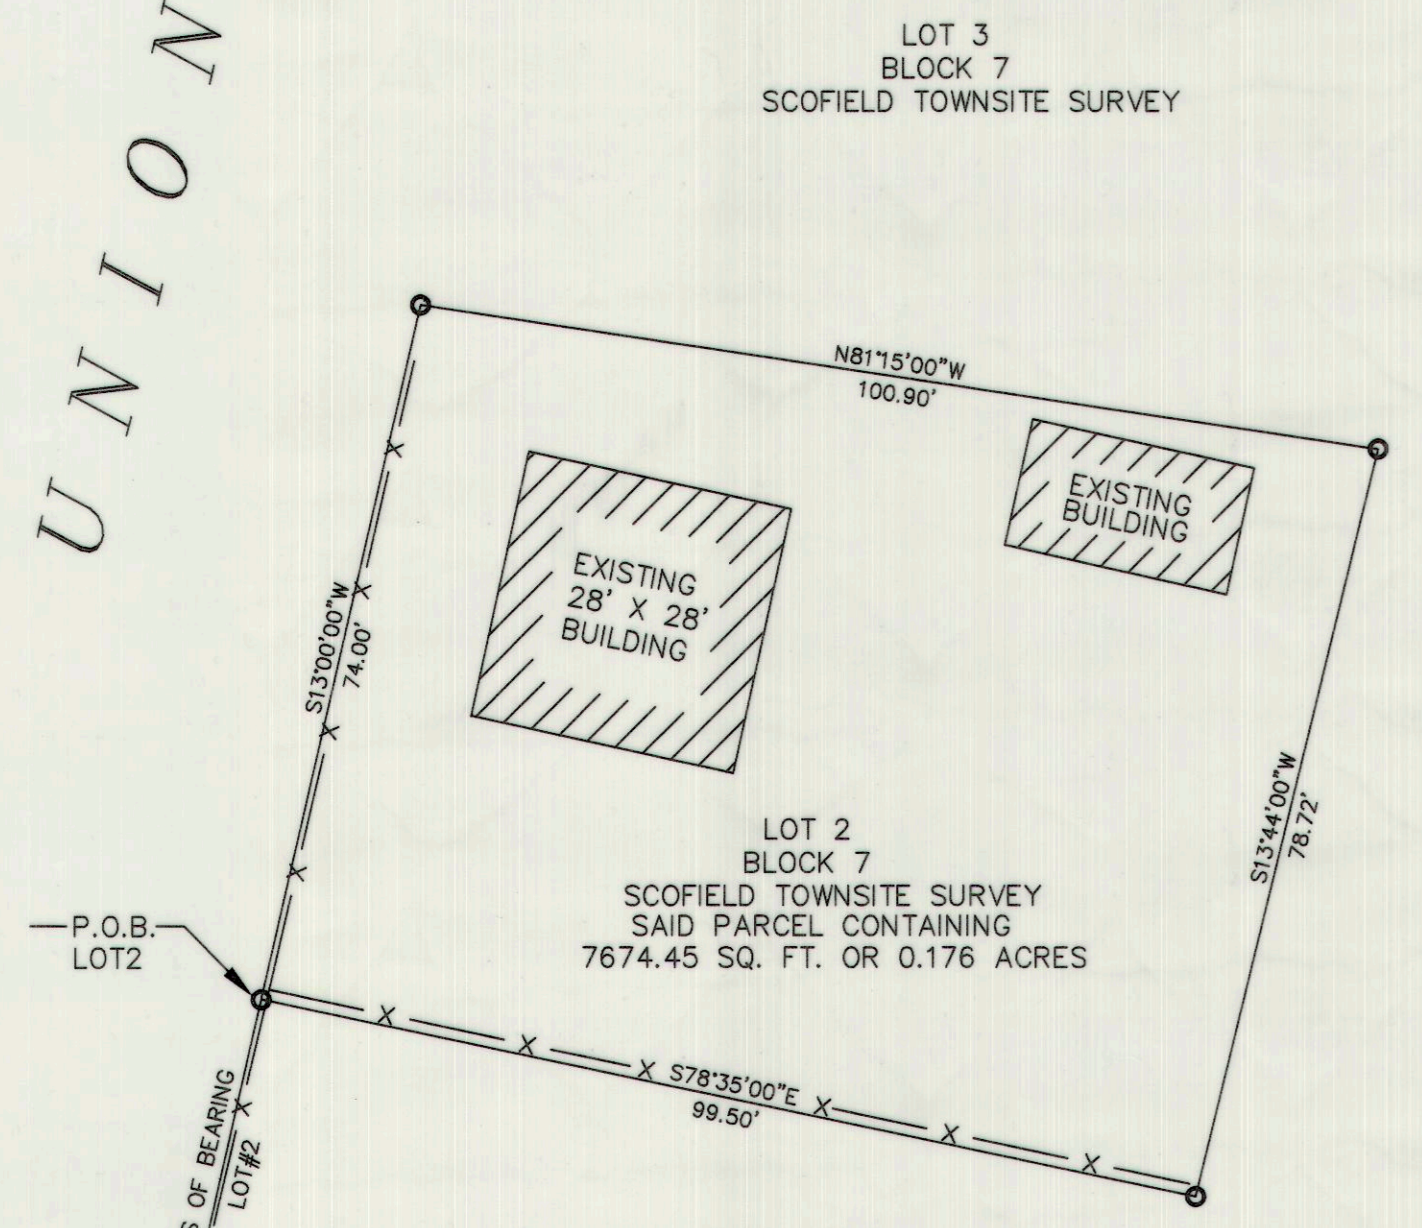 UNION
LOT 3
BLOCK 7
SCOFIELD TOWNSITE SURVEY
N81°15'00"W
100.90'
EXISTING
BUILDING
EXISTING
28' X 28'
BUILDING
S13°00'00"W
74.00'
S13°44'00"W
78.72'
LOT 2
BLOCK 7
SCOFIELD TOWNSITE SURVEY
SAID PARCEL CONTAINING
7674.45 SQ. FT. OR 0.176 ACRES
P.O.B.
LOT2
S78°35'00"E
99.50'
S OF BEARING
LOT#2